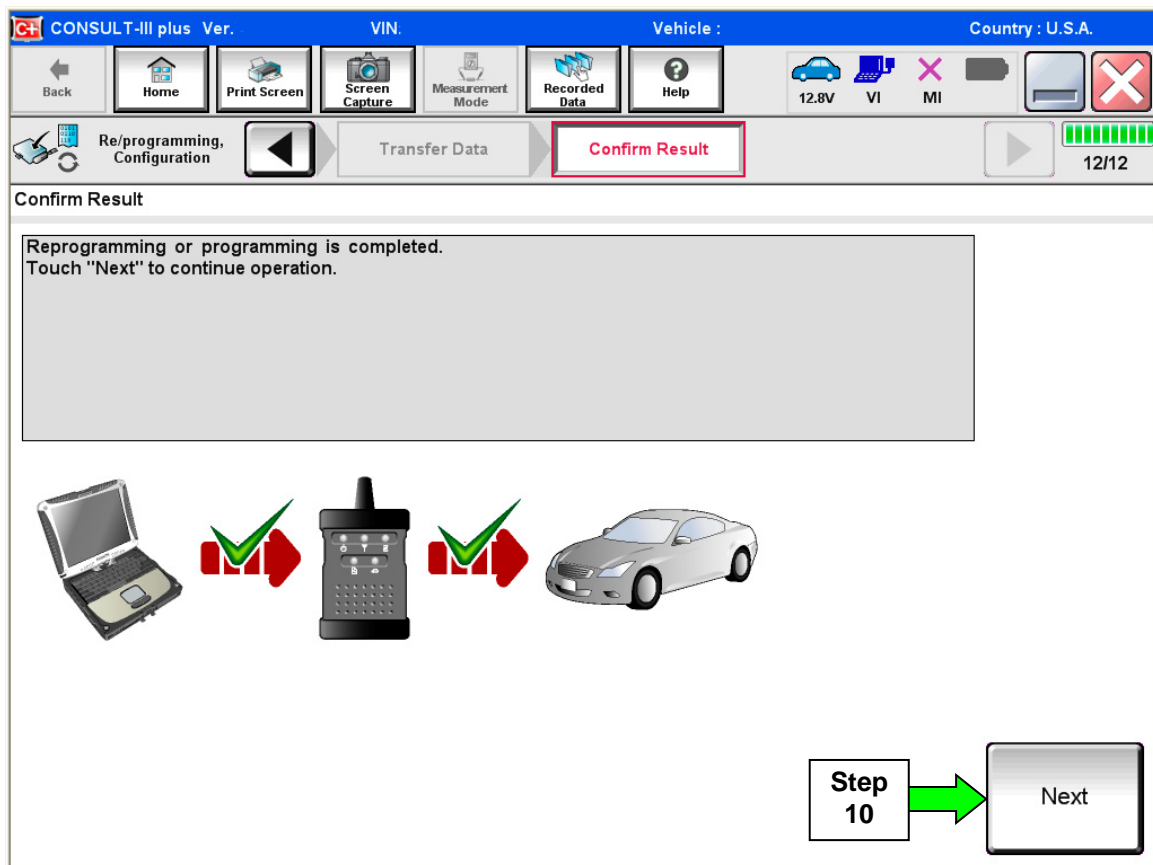 C+ CONSULT-III plus Ver. VIN: Vehicle : Country : U.S.A.
Back
Home
Print Screen
Screen
Capture
Measurement
Mode
Recorded
Data
Help
12.8V
VI
MI
Re/programming,
Configuration
Transfer Data
Confirm Result
12/12
Confirm Result
Reprogramming or programming is completed.
Touch "Next" to continue operation.
Step
10
Next